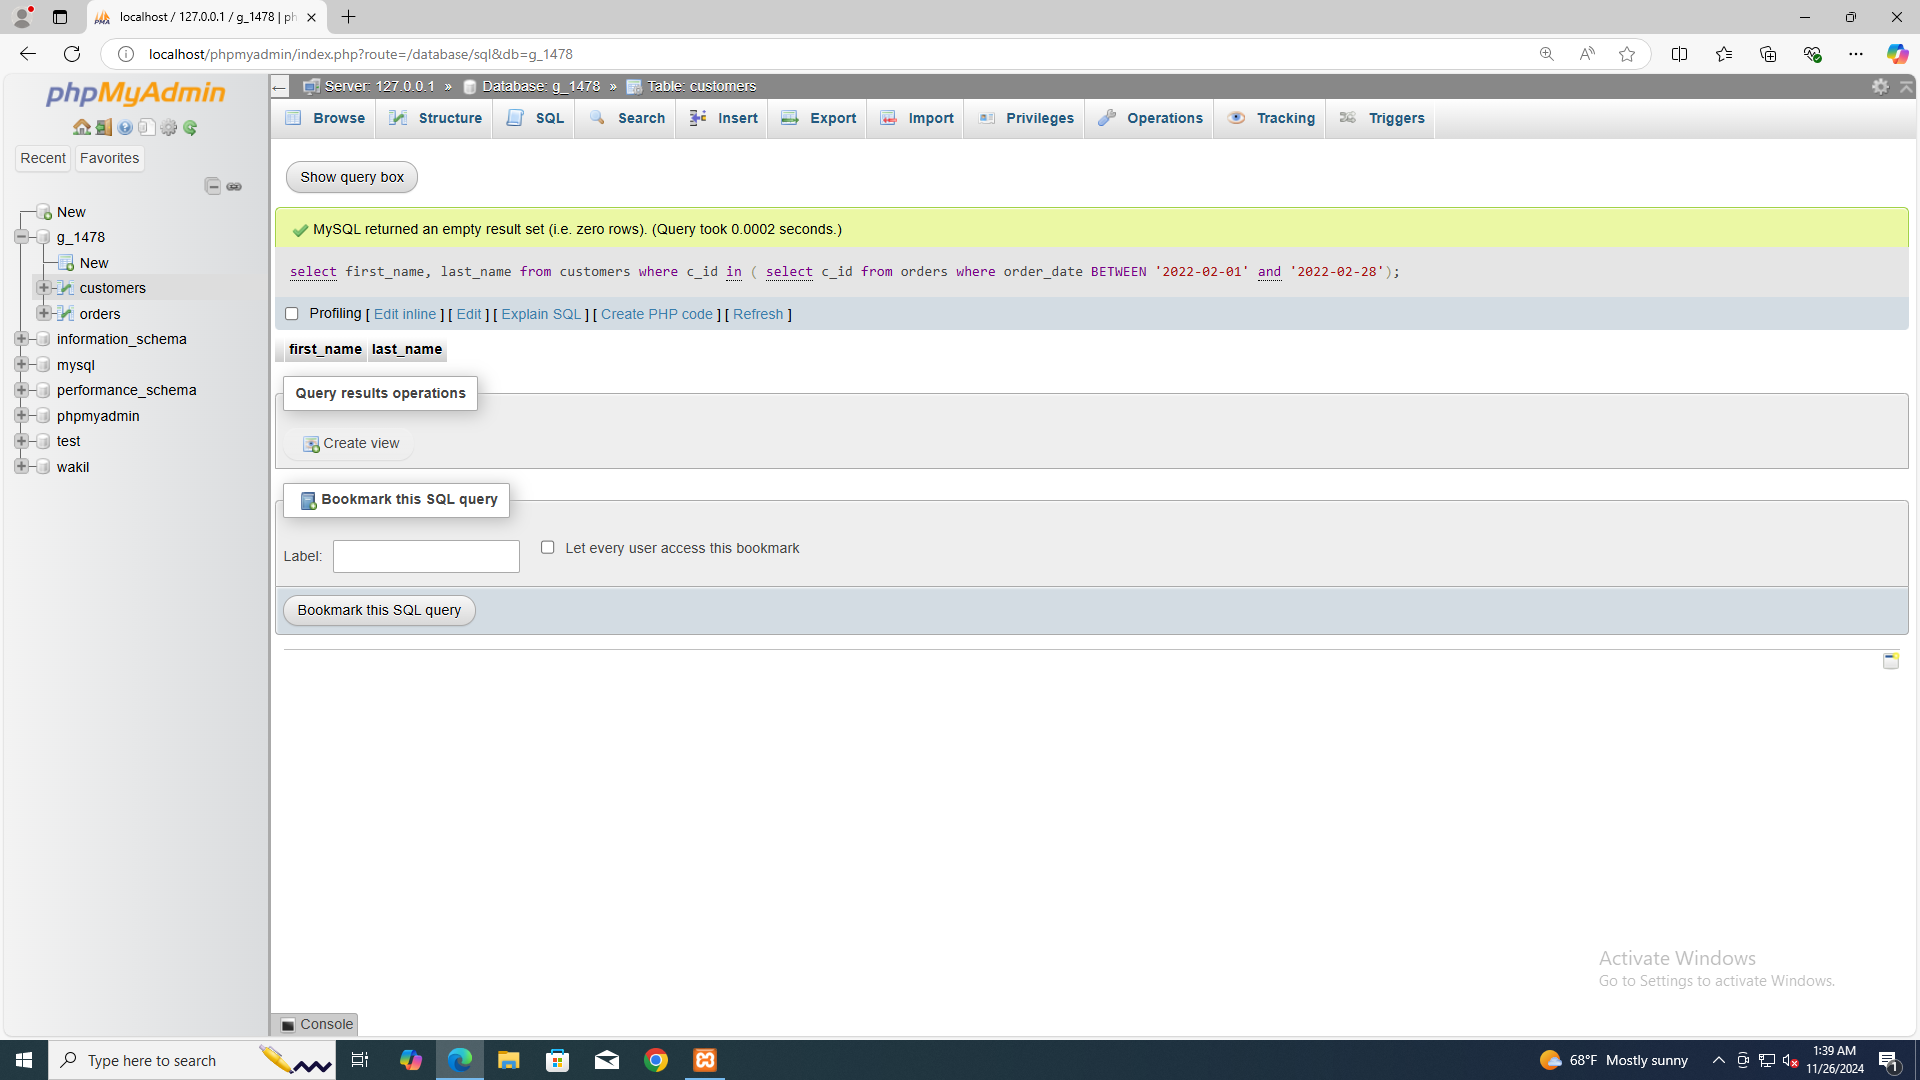 localhost / 127.0.0.1 / g_1478 | ph
localhost/phpmyadmin/index.php?route=/database/sql&db=g_1478
phpMyAdmin
Recent
Favorites
New
g_1478
New
customers
orders
information_schema
mysql
performance_schema
phpmyadmin
test
wakil
Server: 127.0.0.1 » Database: g_1478 » Table: customers
Browse
Structure
SQL
Search
Insert
Export
Import
Privileges
Operations
Tracking
Triggers
Show query box
MySQL returned an empty result set (i.e. zero rows). (Query took 0.0002 seconds.)
select first_name, last_name from customers where c_id in ( select c_id from orders where order_date BETWEEN '2022-02-01' and '2022-02-28');
Profiling [ Edit inline ] [ Edit ] [ Explain SQL ] [ Create PHP code ] [ Refresh ]
first_name last_name
Query results operations
Create view
Bookmark this SQL query
Label:
Let every user access this bookmark
Bookmark this SQL query
Activate Windows
Go to Settings to activate Windows.
Console
Type here to search
68°F Mostly sunny
1:39 AM
11/26/2024
1